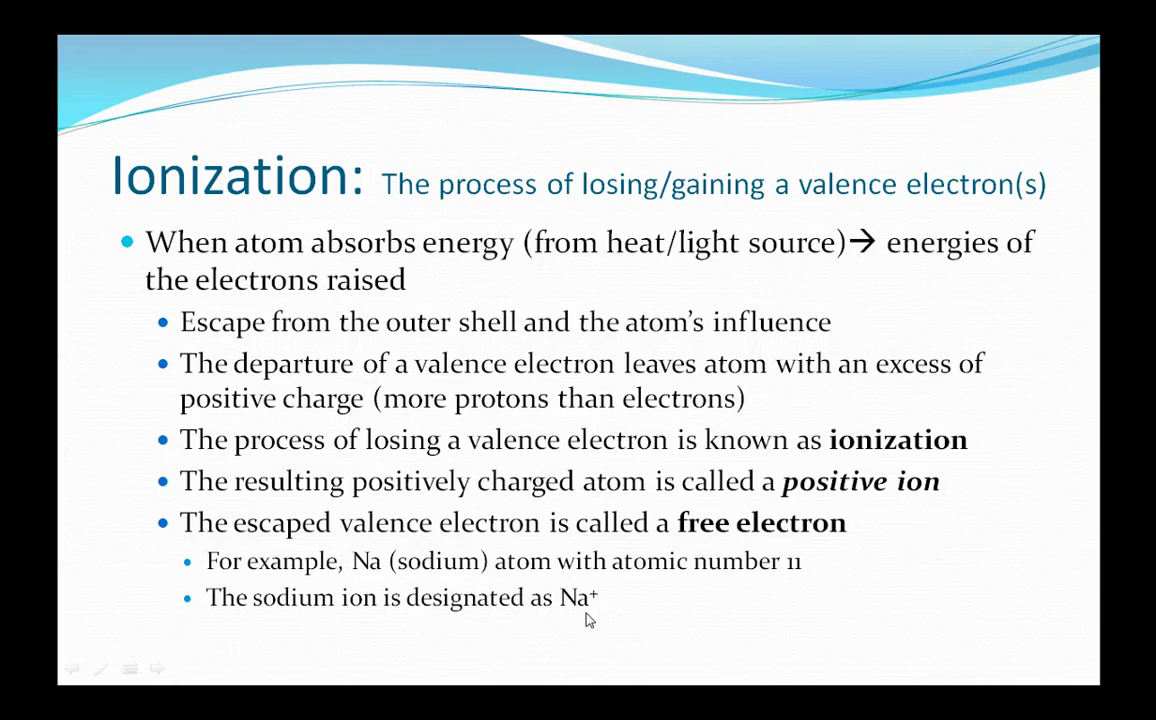 Ionization: The process of losing/gaining a valence electron(s)
• When atom absorbs energy (from heat/light source)→ energies of
the electrons raised
• Escape from the outer shell and the atom's influence
• The departure of a valence electron leaves atom with an excess of
positive charge (more protons than electrons)
• The process of losing a valence electron is known as ionization
• The resulting positively charged atom is called a positive ion
• The escaped valence electron is called a free electron
• For example, Na (sodium) atom with atomic number 11
• The sodium ion is designated as Na⁺